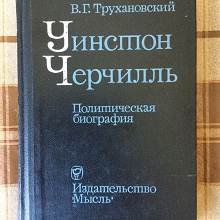 В.Г.Трухановский
Уинстон
Черчилль
Политическая
биография
Издательство
"Мысль"